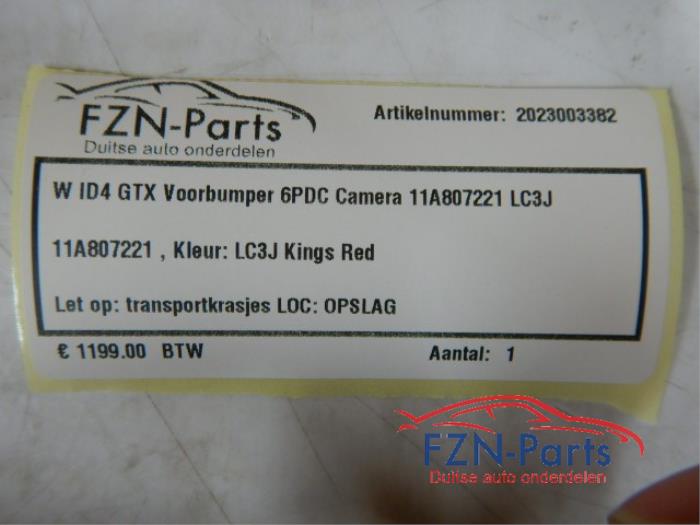 FZN-Parts
Duitse auto onderdelen
Artikelnummer: 2023003382
W ID4 GTX Voorbumper 6PDC Camera 11A807221 LC3J
11A807221 , Kleur: LC3J Kings Red
Let op: transportkrasjes LOC: OPSLAG
€ 1199.00 BTW
Aantal: 1
FZN-Parts
Duitse auto onderdelen